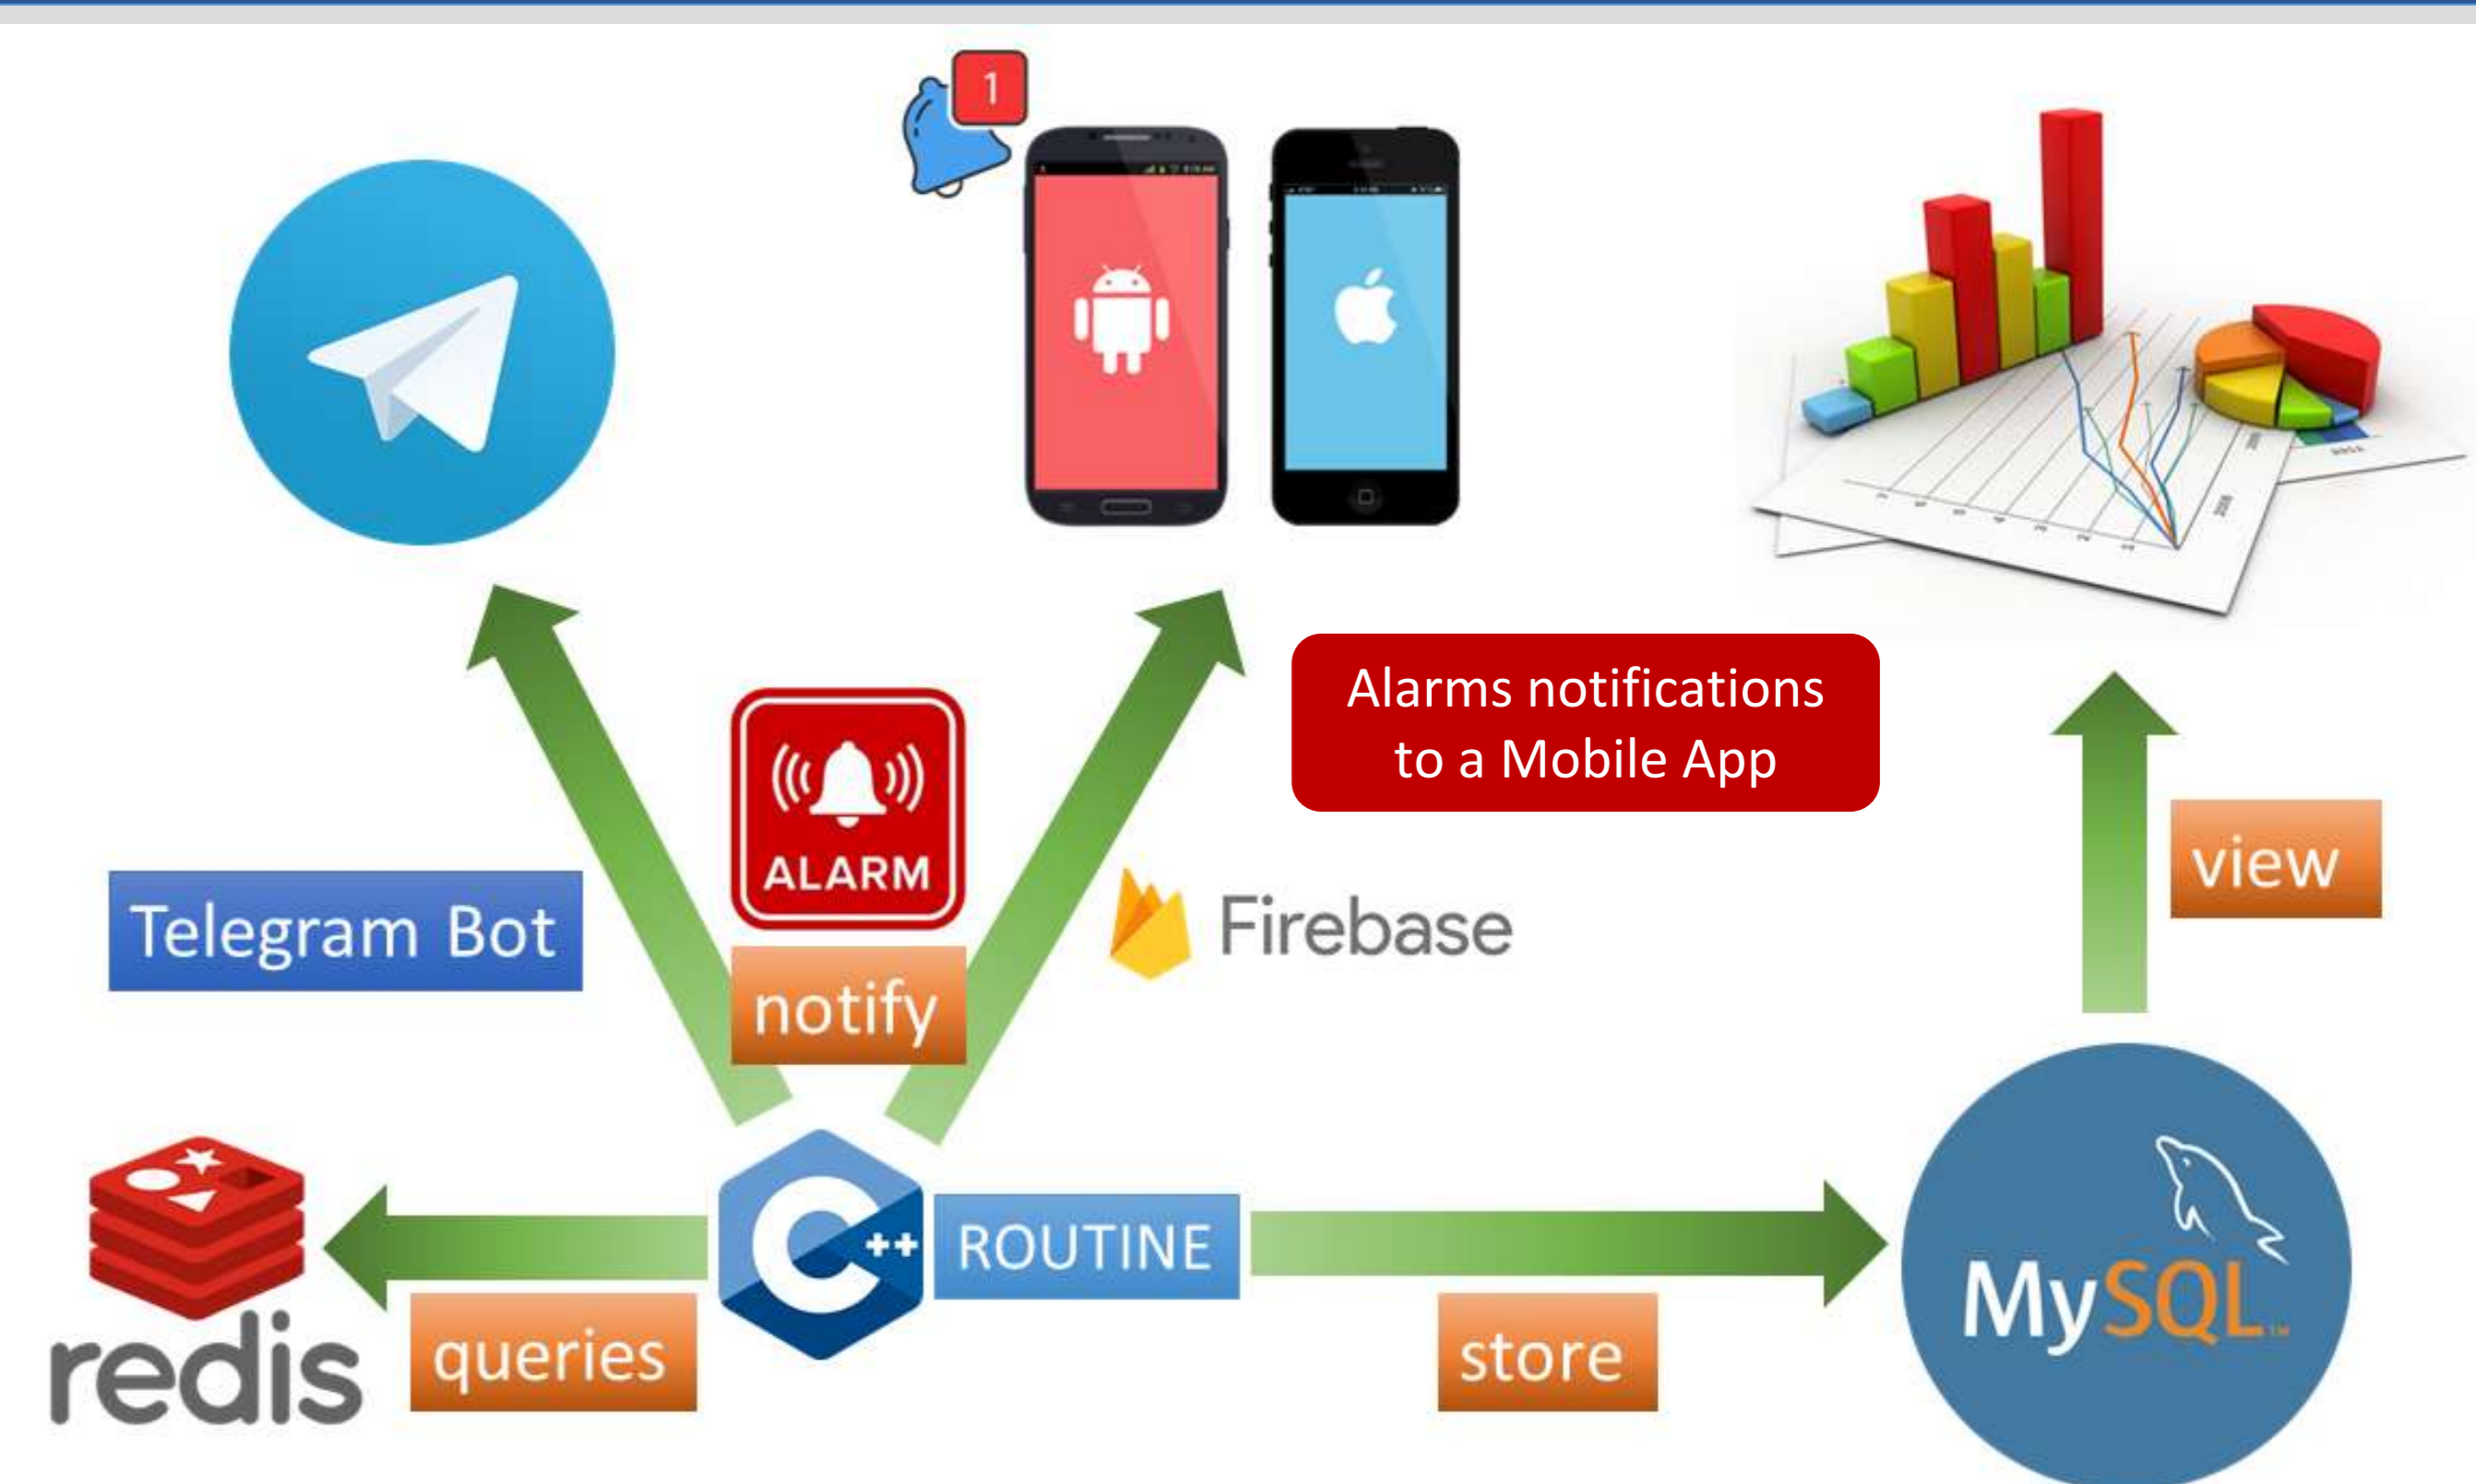 1
Alarms notifications
to a Mobile App
ALARM
view
Telegram Bot
Firebase
notify
ROUTINE
C++
redis
queries
store
MySQL